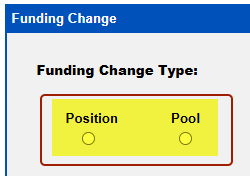 Funding Change
Funding Change Type:
Position Pool